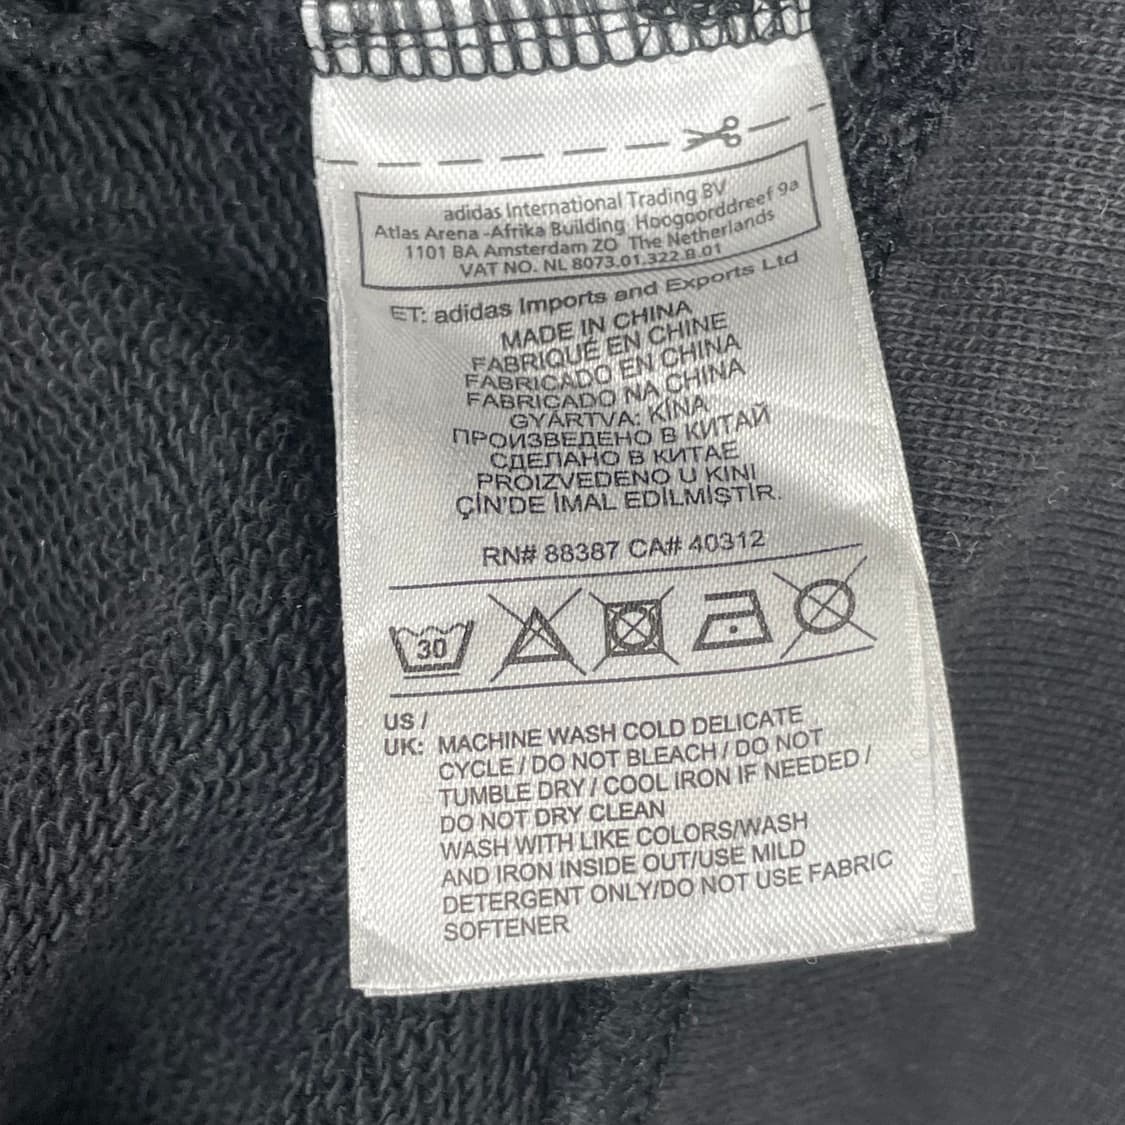 adidas International Trading BV
Atlas Arena -Afrika Building Hoogoorddreef 9a
1101 BA Amsterdam ZO The Netherlands
VAT NO. NL 8073.01.322.B.01
ET: adidas Imports and Exports Ltd
MADE IN CHINA
FABRIQUÉ EN CHINE
FABRICADO EN CHINA
FABRICADO NA CHINA
GYÁRTVA: KÍNA
ПРОИЗВЕДЕНО В КИТАЙ
СДЕЛАНО В КИТАЕ
PROIZVEDENO U KINI
ÇİN'DE İMAL EDİLMİŞTİR.
RN# 88387 CA# 40312
30
US /
UK: MACHINE WASH COLD DELICATE
CYCLE / DO NOT BLEACH / DO NOT
TUMBLE DRY / COOL IRON IF NEEDED /
DO NOT DRY CLEAN
WASH WITH LIKE COLORS/WASH
AND IRON INSIDE OUT/USE MILD
DETERGENT ONLY/DO NOT USE FABRIC
SOFTENER